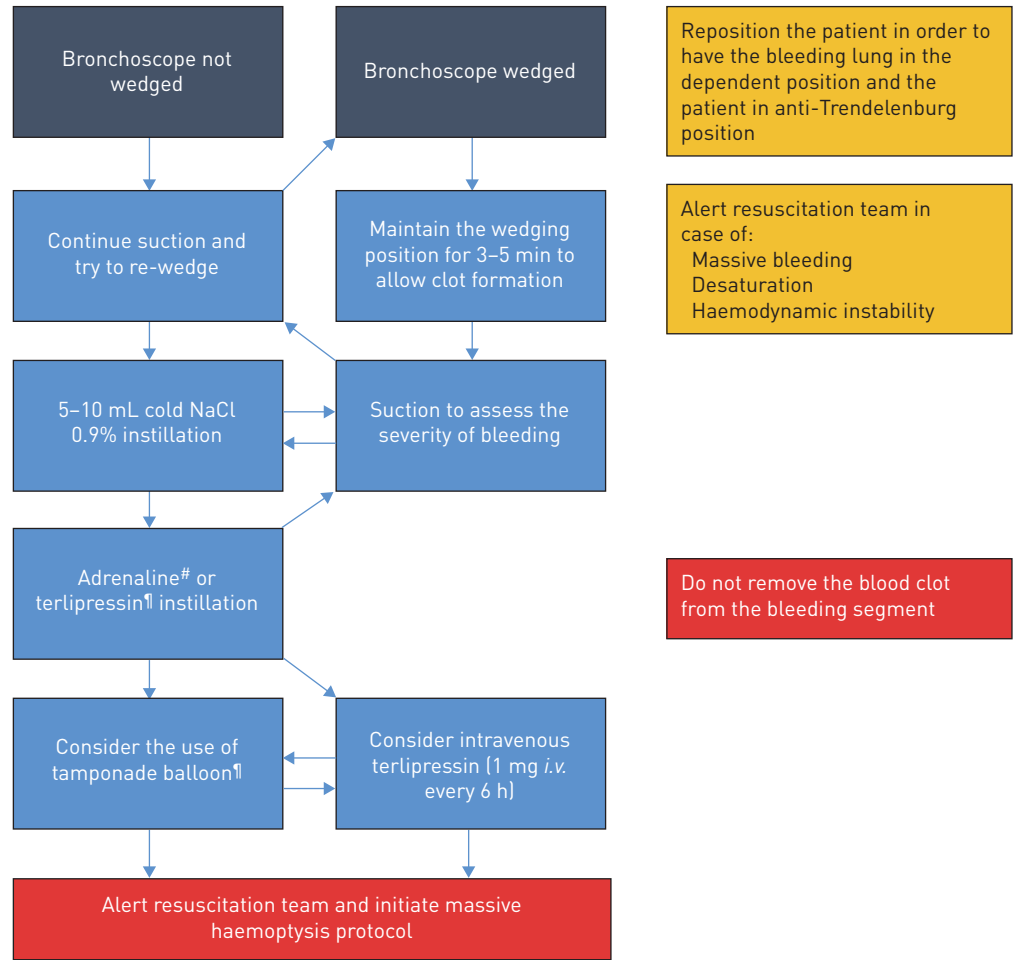 Bronchoscope not
wedged
Bronchoscope wedged
Reposition the patient in order to
have the bleeding lung in the
dependent position and the
patient in anti-Trendelenburg
position
Continue suction and
try to re-wedge
Maintain the wedging
position for 3–5 min to
allow clot formation
Alert resuscitation team in
case of:
Massive bleeding
Desaturation
Haemodynamic instability
5–10 mL cold NaCl
0.9% instillation
Suction to assess the
severity of bleeding
Adrenaline# or
terlipressin¶ instillation
Do not remove the blood clot
from the bleeding segment
Consider the use of
tamponade balloon¶
Consider intravenous
terlipressin (1 mg i.v.
every 6 h)
Alert resuscitation team and initiate massive
haemoptysis protocol